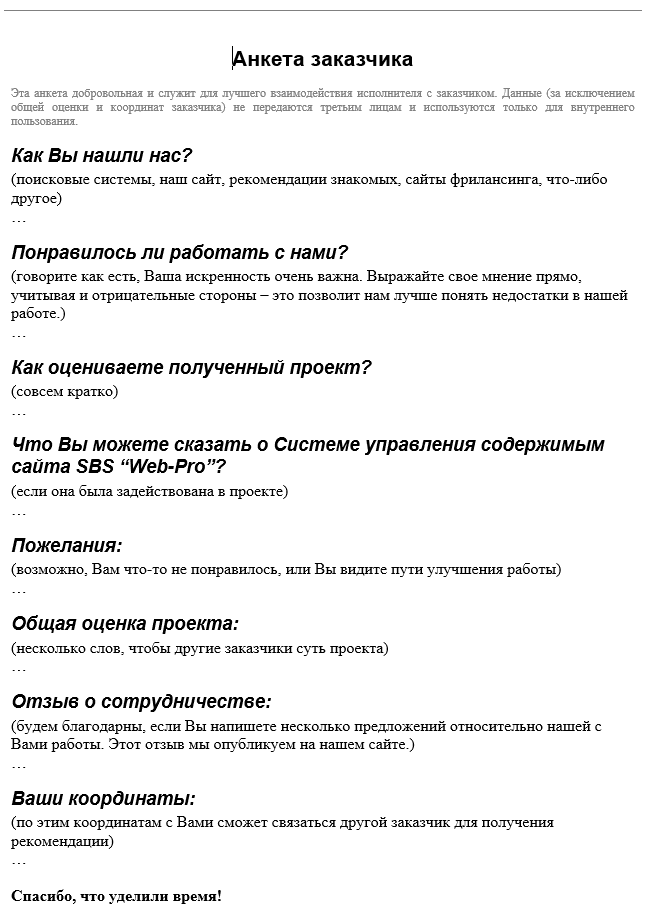 Анкета заказчика
Эта анкета добровольная и служит для лучшего взаимодействия исполнителя с заказчиком. Данные (за исключением
общей оценки и координат заказчика) не передаются третьим лицам и используются только для внутреннего
пользования.
Как Вы нашли нас?
(поисковые системы, наш сайт, рекомендации знакомых, сайты фрилансинга, что-либо
другое)
…
Понравилось ли работать с нами?
(говорите как есть, Ваша искренность очень важна. Выражайте свое мнение прямо,
учитывая и отрицательные стороны – это позволит нам лучше понять недостатки в нашей
работе.)
…
Как оцениваете полученный проект?
(совсем кратко)
…
Что Вы можете сказать о Системе управления содержимым
сайта SBS “Web-Pro”?
(если она была задействована в проекте)
…
Пожелания:
(возможно, Вам что-то не понравилось, или Вы видите пути улучшения работы)
…
Общая оценка проекта:
(несколько слов, чтобы другие заказчики суть проекта)
…
Отзыв о сотрудничестве:
(будем благодарны, если Вы напишете несколько предложений относительно нашей с
Вами работы. Этот отзыв мы опубликуем на нашем сайте.)
…
Ваши координаты:
(по этим координатам с Вами сможет связаться другой заказчик для получения
рекомендации)
…
Спасибо, что уделили время!